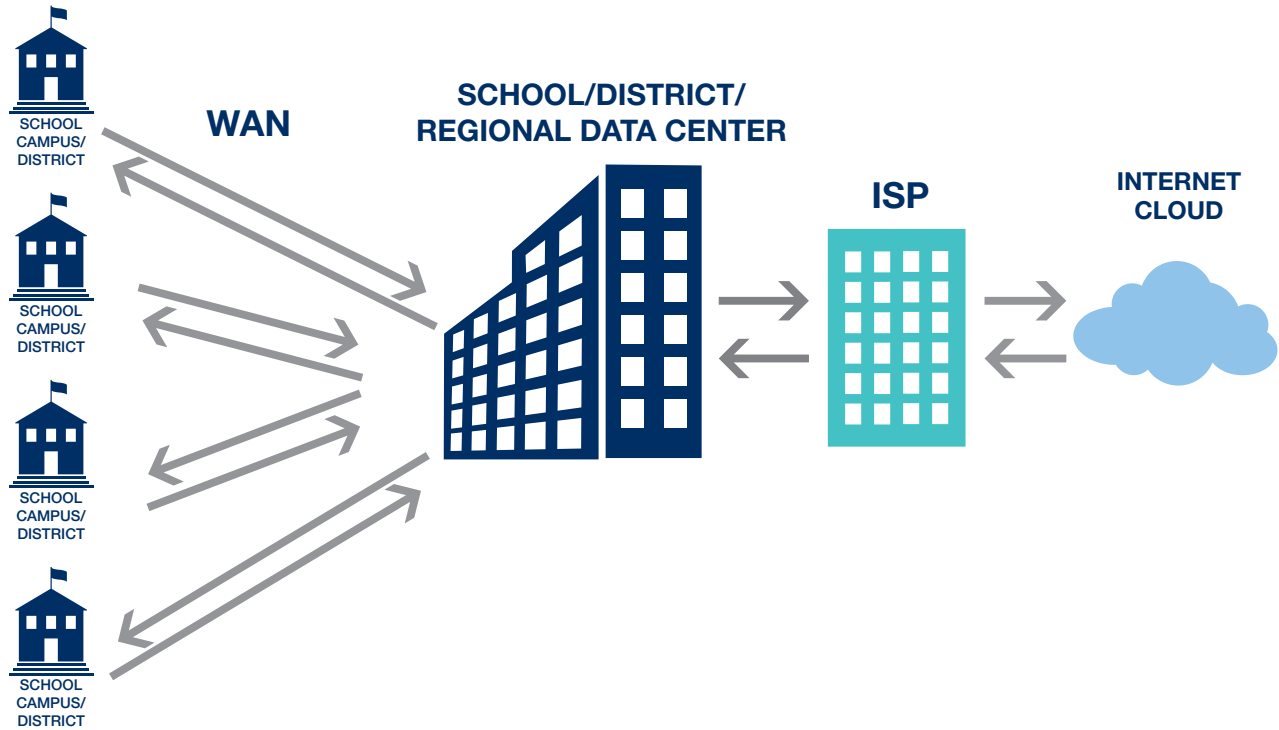 SCHOOL
CAMPUS/
DISTRICT
WAN
SCHOOL/DISTRICT/
REGIONAL DATA CENTER
ISP
INTERNET
CLOUD
SCHOOL
CAMPUS/
DISTRICT
SCHOOL
CAMPUS/
DISTRICT
SCHOOL
CAMPUS/
DISTRICT